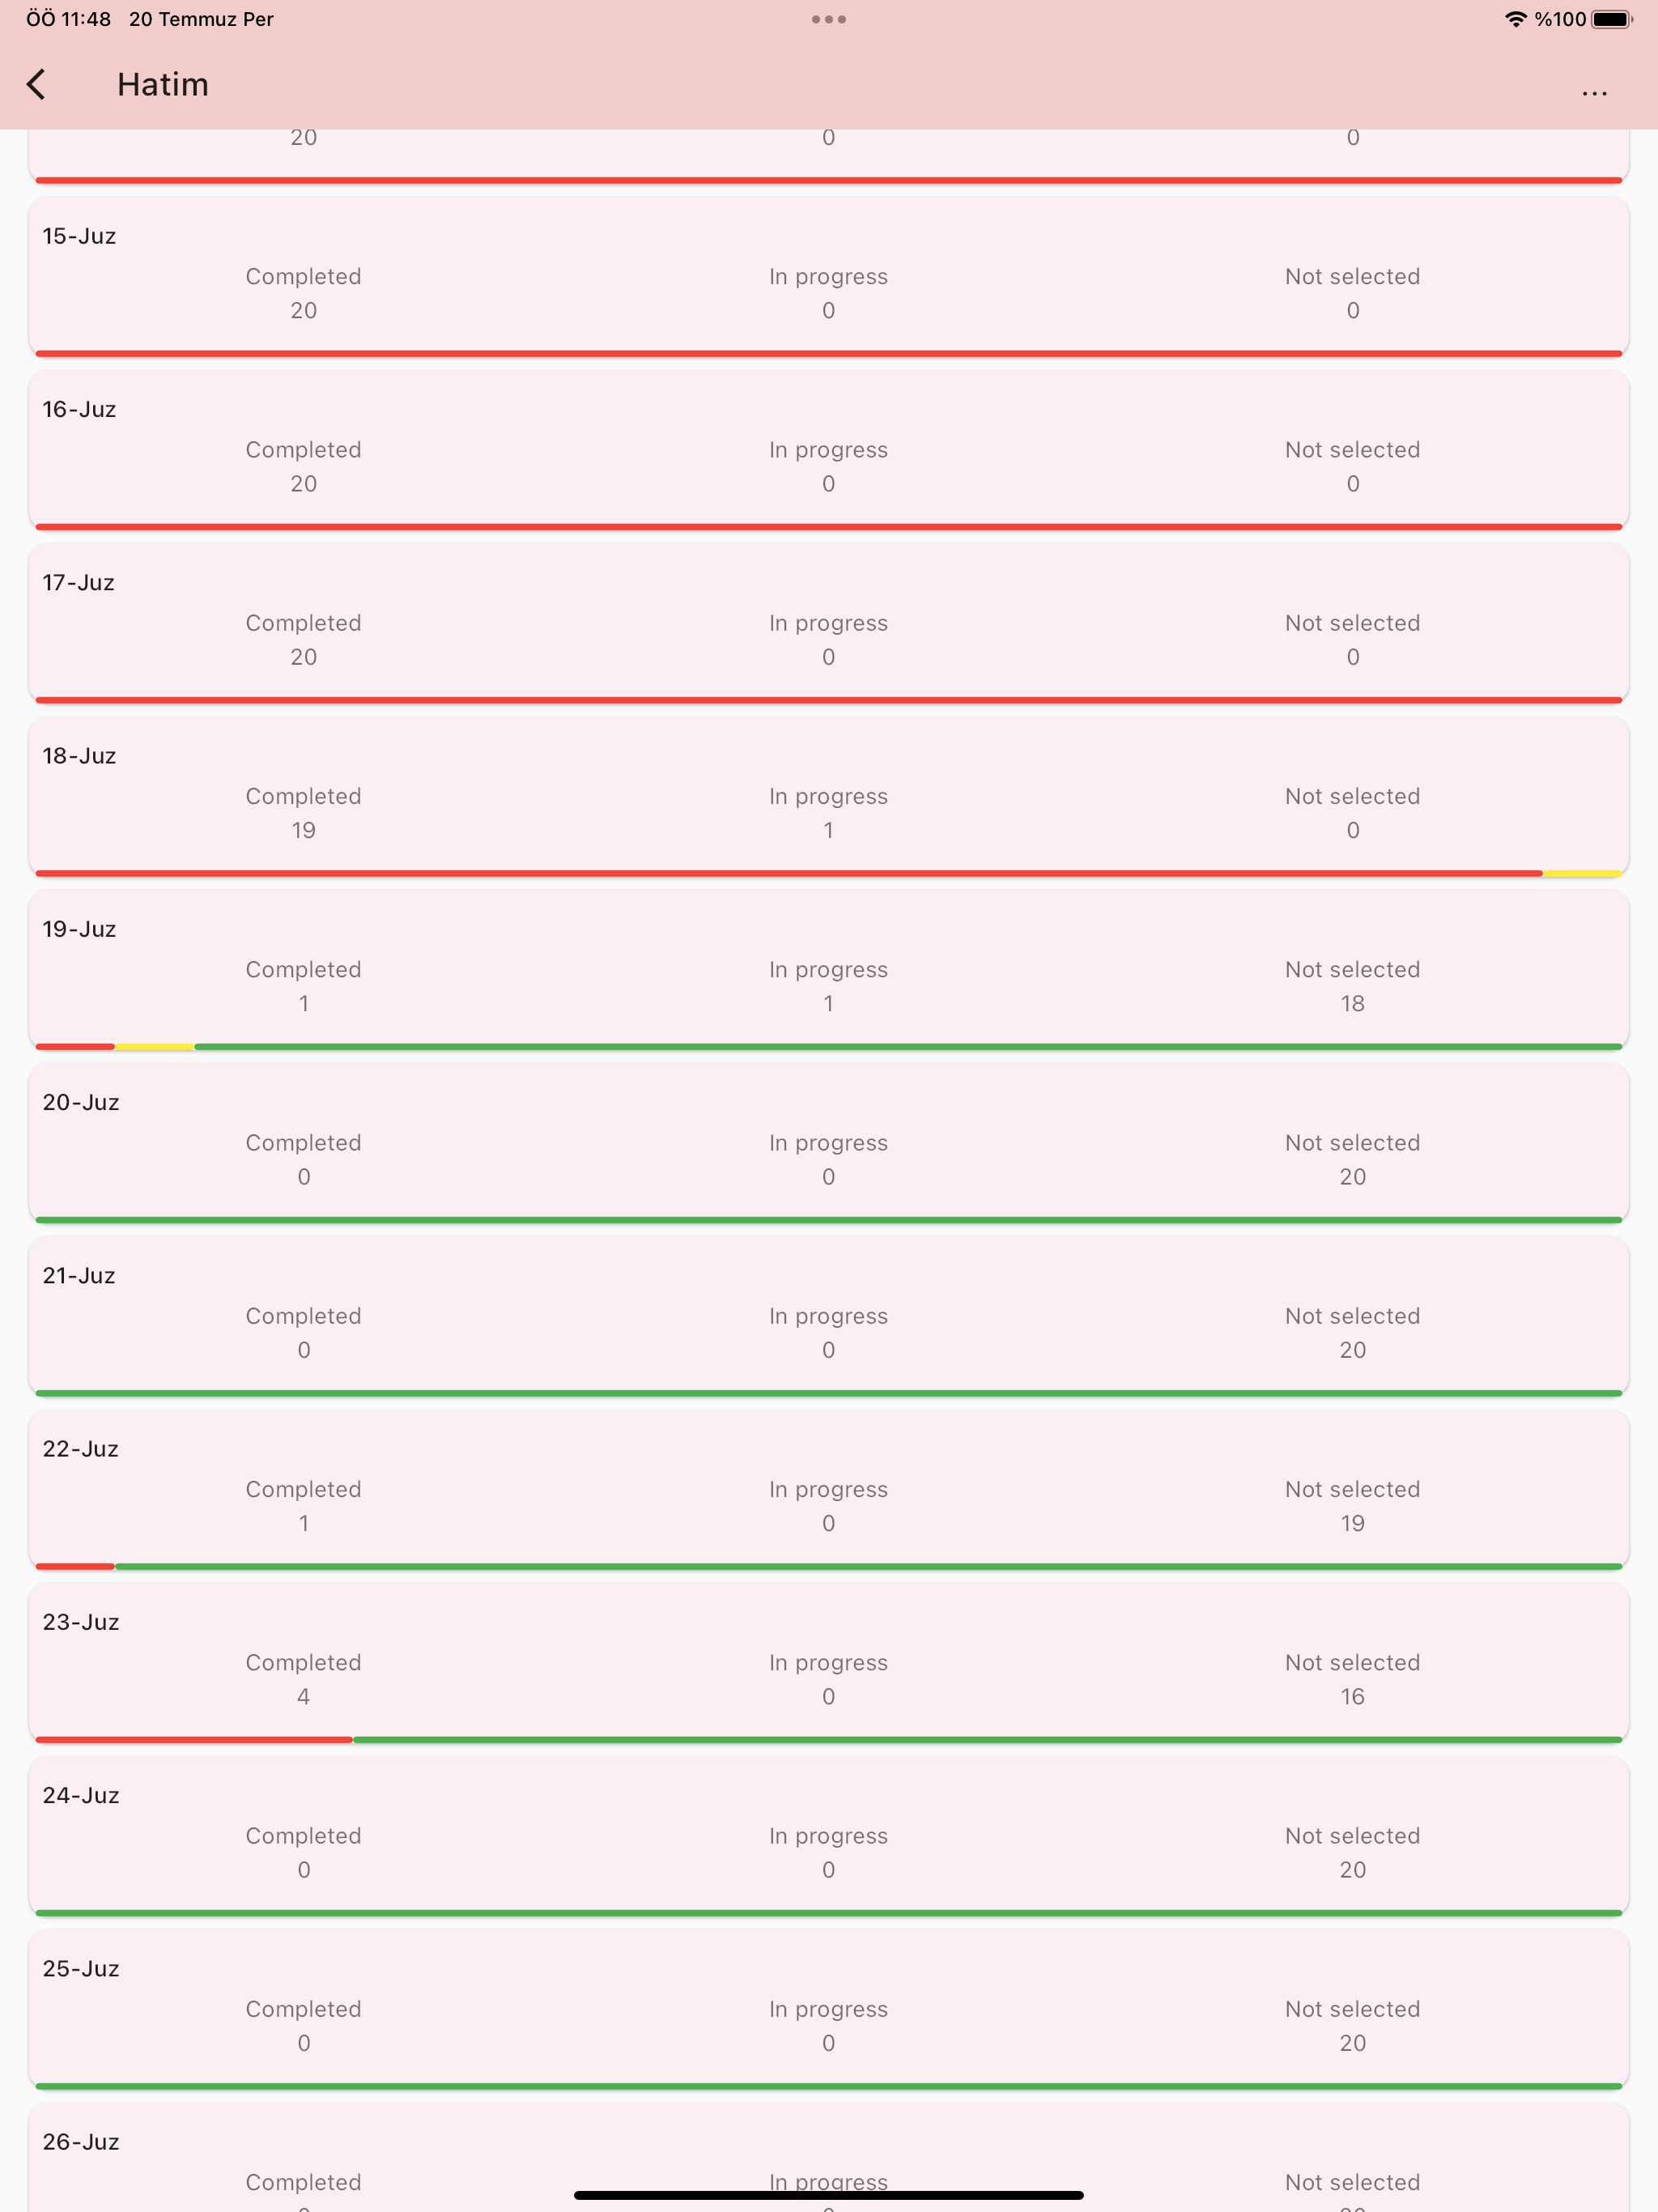 ÖÖ 11:48 20 Temmuz Per %100
Hatim ...
20 0 0
15-Juz
Completed In progress Not selected
20 0 0
16-Juz
Completed In progress Not selected
20 0 0
17-Juz
Completed In progress Not selected
20 0 0
18-Juz
Completed In progress Not selected
19 1 0
19-Juz
Completed In progress Not selected
1 1 18
20-Juz
Completed In progress Not selected
0 0 20
21-Juz
Completed In progress Not selected
0 0 20
22-Juz
Completed In progress Not selected
1 0 19
23-Juz
Completed In progress Not selected
4 0 16
24-Juz
Completed In progress Not selected
0 0 20
25-Juz
Completed In progress Not selected
0 0 20
26-Juz
Completed In progress Not selected